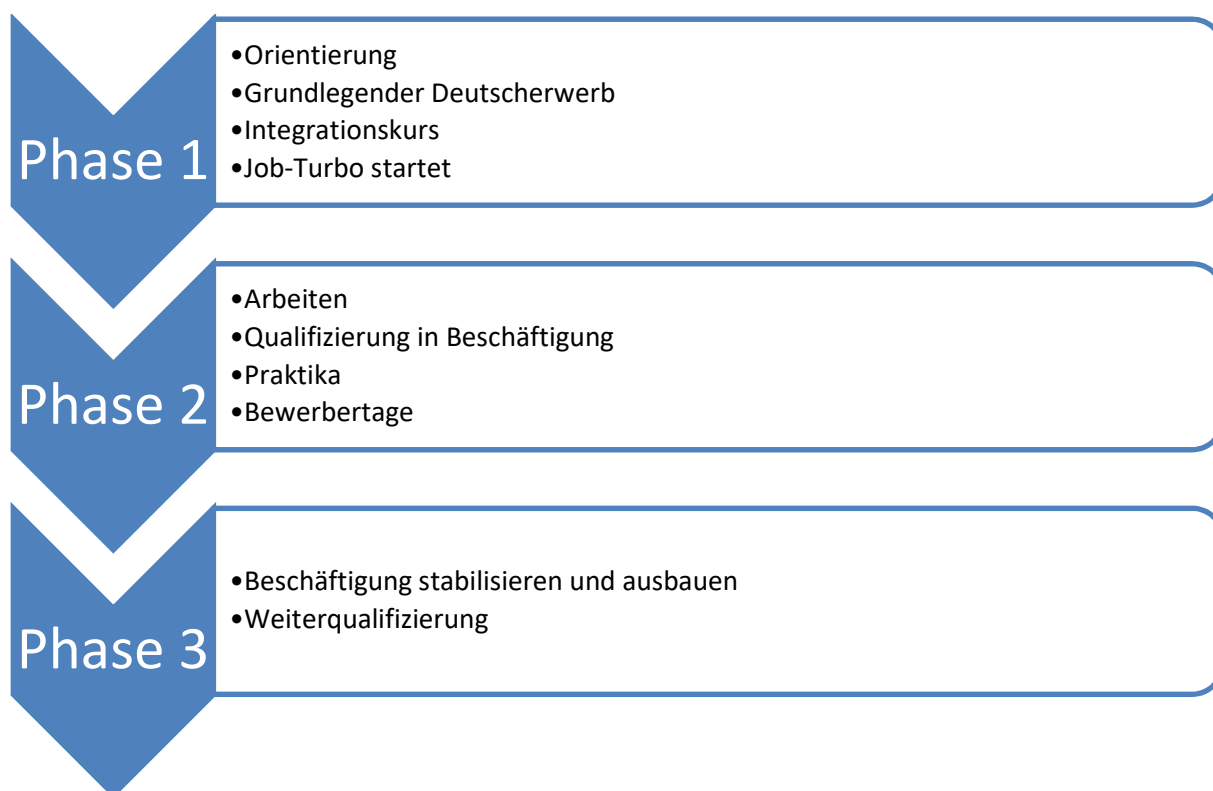 Phase 1
•Orientierung
•Grundlegender Deutscherwerb
•Integrationskurs
•Job-Turbo startet
Phase 2
•Arbeiten
•Qualifizierung in Beschäftigung
•Praktika
•Bewerbertage
Phase 3
•Beschäftigung stabilisieren und ausbauen
•Weiterqualifizierung